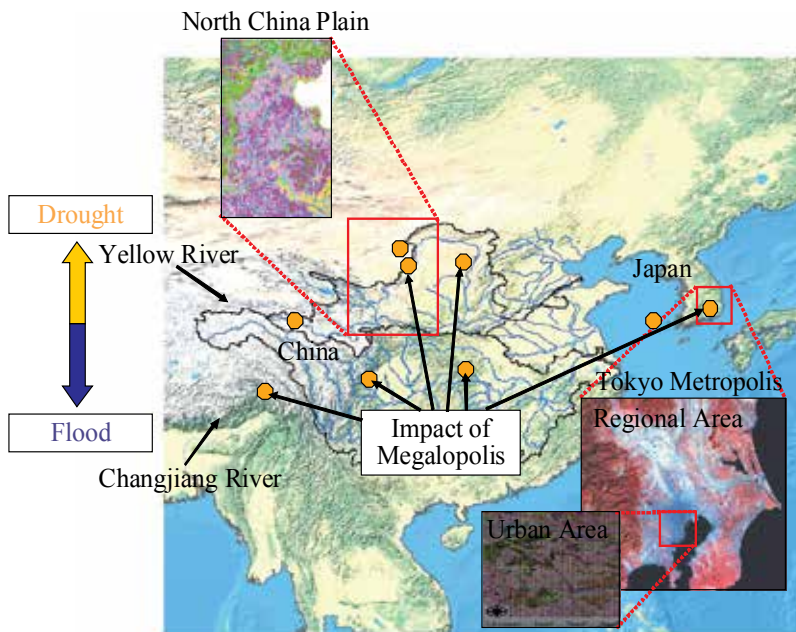 North China Plain
Drought
Yellow River
Japan
China
Tokyo Metropolis
Regional Area
Flood
Impact of
Megalopolis
Changjiang River
Urban Area